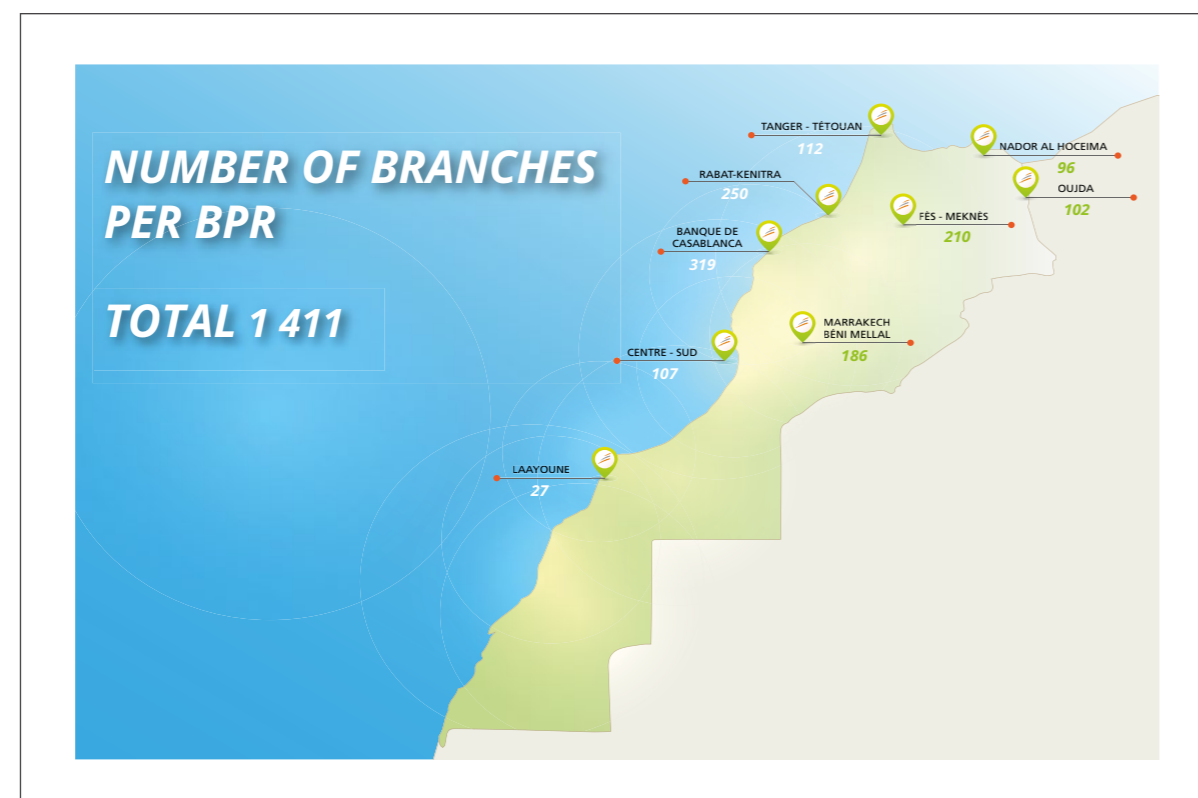 NUMBER OF BRANCHES
PER BPR
TOTAL 1 411
TANGER - TÉTOUAN
112
NADOR AL HOCEIMA
96
RABAT-KENITRA
250
OUJDA
102
FÈS - MEKNÈS
210
BANQUE DE
CASABLANCA
319
MARRAKECH
BÉNI MELLAL
186
CENTRE - SUD
107
LAAYOUNE
27